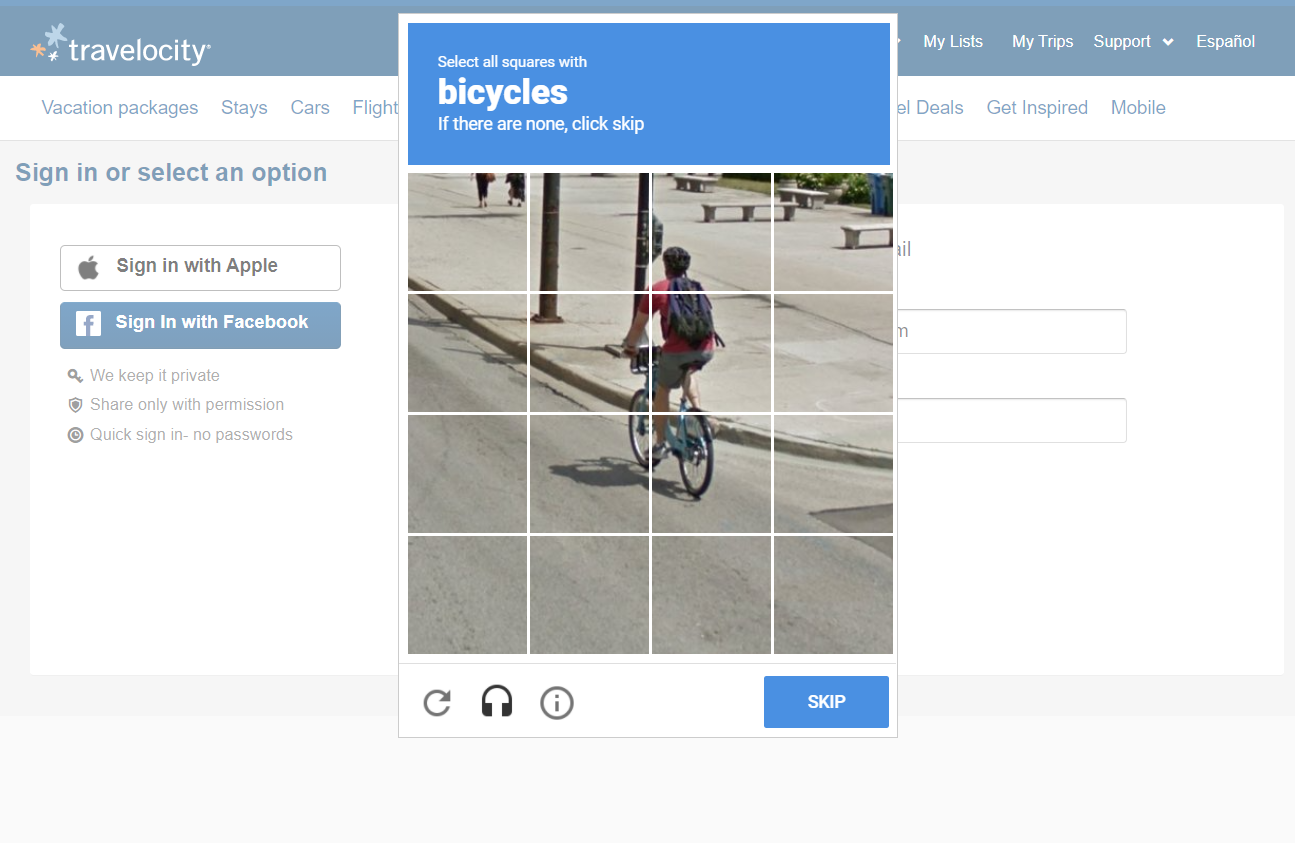 travelocity
My Lists
My Trips
Support
Español
Vacation packages
Stays
Cars
Flight
el Deals
Get Inspired
Mobile
Sign in or select an option
Sign in with Apple
Sign In with Facebook
We keep it private
Share only with permission
Quick sign in- no passwords
Select all squares with
bicycles
If there are none, click skip
SKIP
ail
m